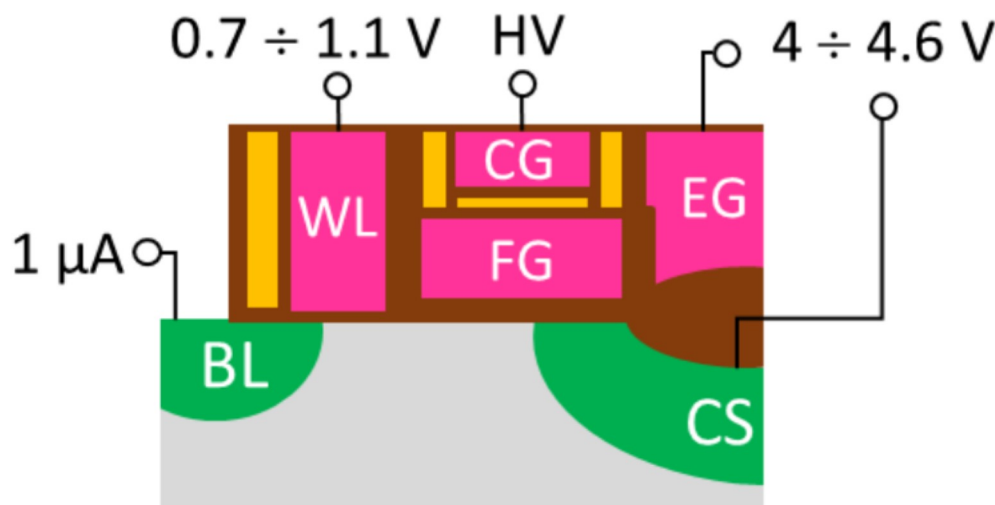 0.7 ÷ 1.1 V
HV
4 ÷ 4.6 V
CG
WL
EG
1 μA
FG
BL
CS